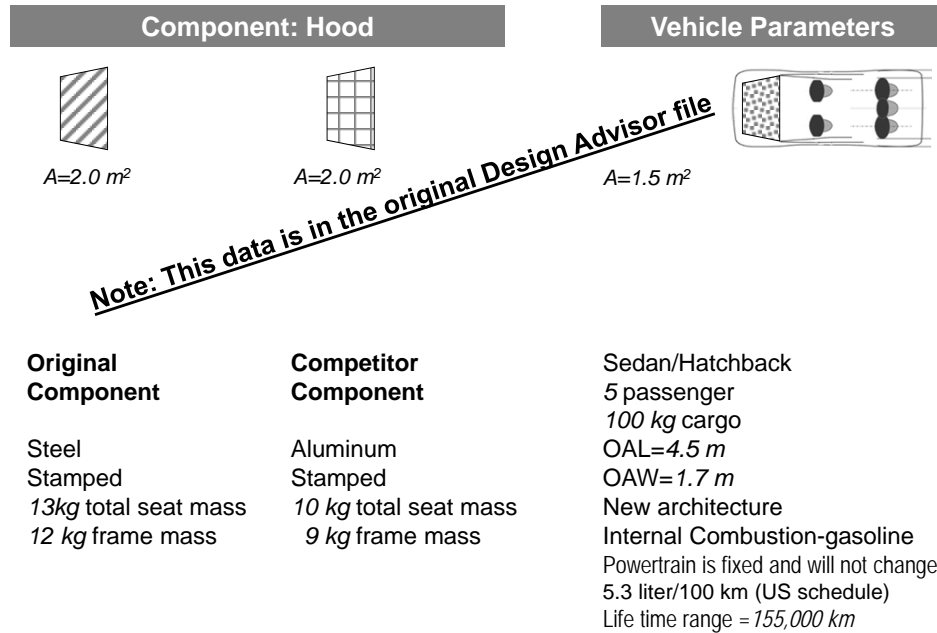 Component: Hood
Vehicle Parameters
A=2.0 m²
A=2.0 m²
A=1.5 m²
Note: This data is in the original Design Advisor file
Original
Component
Steel
Stamped
13kg total seat mass
12 kg frame mass
Competitor
Component
Aluminum
Stamped
10 kg total seat mass
9 kg frame mass
Sedan/Hatchback
5 passenger
100 kg cargo
OAL=4.5 m
OAW=1.7 m
New architecture
Internal Combustion-gasoline
Powertrain is fixed and will not change
5.3 liter/100 km (US schedule)
Life time range =155,000 km